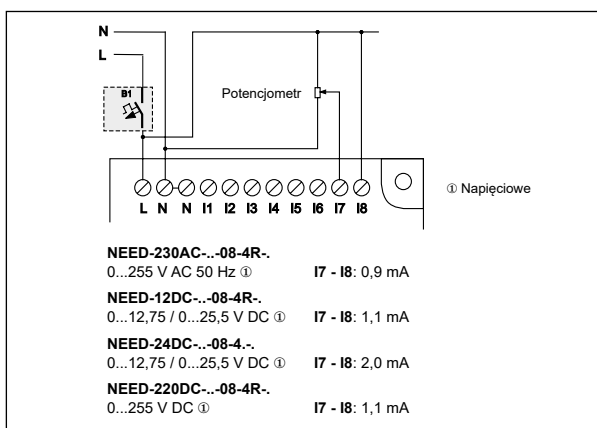 N
L
B1
Potencjometr
① Napięciowe
L N N I1 I2 I3 I4 I5 I6 I7 I8
NEED-230AC-..-08-4R-.
0...255 V AC 50 Hz ① I7 - I8: 0,9 mA
NEED-12DC-..-08-4R-.
0...12,75 / 0...25,5 V DC ① I7 - I8: 1,1 mA
NEED-24DC-..-08-4.-.
0...12,75 / 0...25,5 V DC ① I7 - I8: 2,0 mA
NEED-220DC-..-08-4R-.
0...255 V DC ① I7 - I8: 1,1 mA